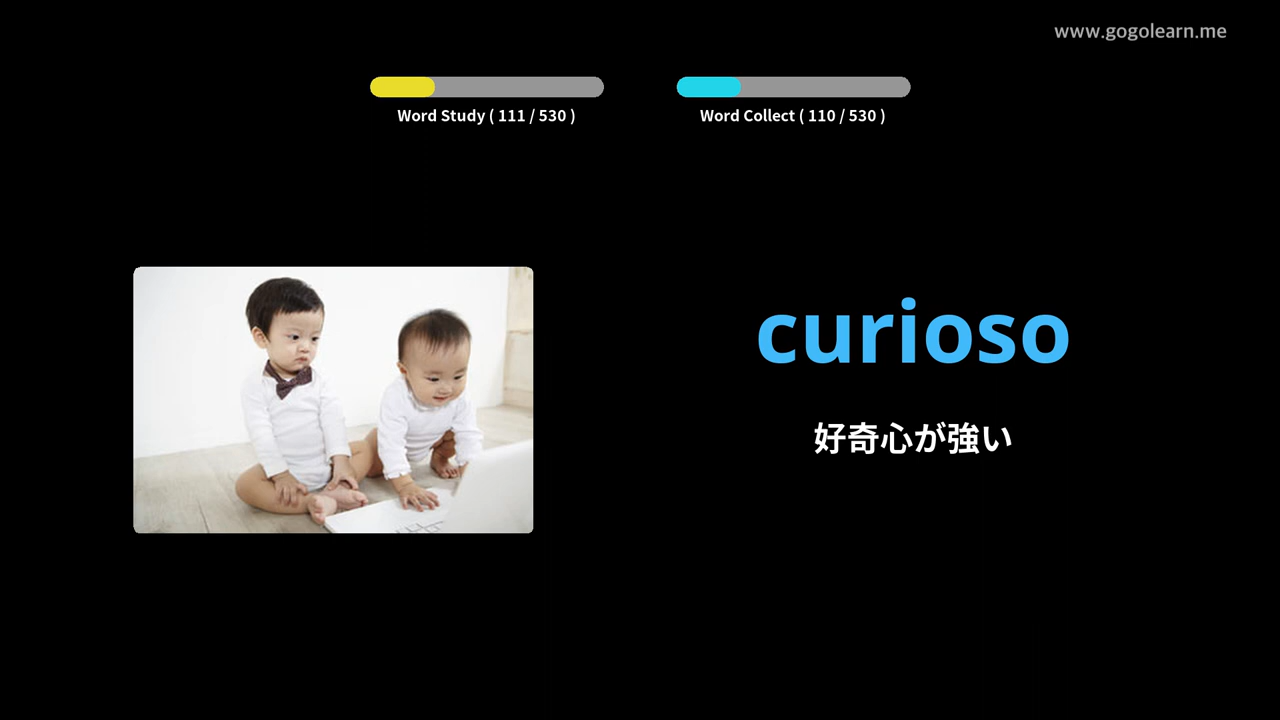 www.gogolearn.me
Word Study ( 111 / 530 )
Word Collect ( 110 / 530 )
curioso
好奇心が強い